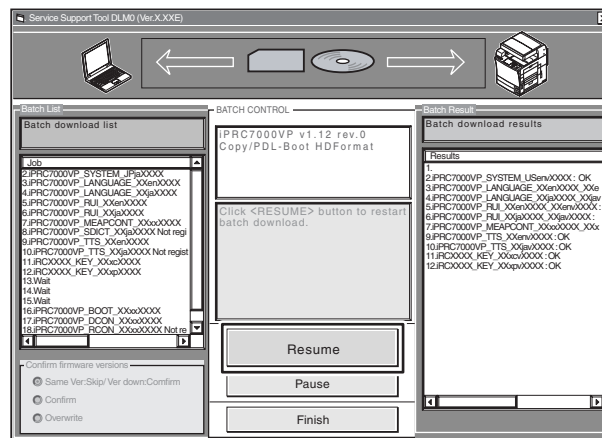 Service Support Tool DLM0 (Ver.X.XXE)
Batch List
Batch download list
Job
2.iPRC7000VP_SYSTEM_JPjaXXXX
3.iPRC7000VP_LANGUAGE_XXenXXXX
4.iPRC7000VP_LANGUAGE_XXjaXXXX
5.iPRC7000VP_RUI_XXenXXXX
6.iPRC7000VP_RUI_XXjaXXXX
7.iPRC7000VP_MEAPCONT_XXxxXXXX
8.iPRC7000VP_SDICT_XXjaXXXX Not regi
9.iPRC7000VP_TTS_XXenXXXX
10.iPRC7000VP_TTS_XXjaXXXX Not regist
11.iRCXXXX_KEY_XXxcXXXX
12.iRCXXXX_KEY_XXxpXXXX
13.Wait
14.Wait
15.Wait
16.iPRC7000VP_BOOT_XXxxXXXX
17.iPRC7000VP_DCON_XXxxXXXX
18.iPRC7000VP_RCON_XXxxXXXX Not re
Confirm firmware versions
Same Ver:Skip/ Ver down:Comfirm
Confirm
Overwrite
BATCH CONTROL
iPRC7000VP v1.12 rev.0
Copy/PDL-Boot HDFormat
Click <RESUME> button to restart
batch download.
Resume
Pause
Finish
Batch Result
Batch download results
Results
1.
2.iPRC7000VP_SYSTEM_USenvXXXX : OK
3.iPRC7000VP_LANGUAGE_XXenXXXX_XXe
4.iPRC7000VP_LANGUAGE_XXjaXXXX_XXjav
5.iPRC7000VP_RUI_XXenXXXX_XXenvXXXX :
6.iPRC7000VP_RUI_XXjaXXXX_XXjavXXXX :
7.iPRC7000VP_MEAPCONT_XXxxXXXX_XXx
9.iPRC7000VP_TTS_XXenvXXXX : OK
10.iPRC7000VP_TTS_XXjavXXXX : OK
11.iRCXXXX_KEY_XXxcvXXXX : OK
12.iRCXXXX_KEY_XXxpvXXXX : OK